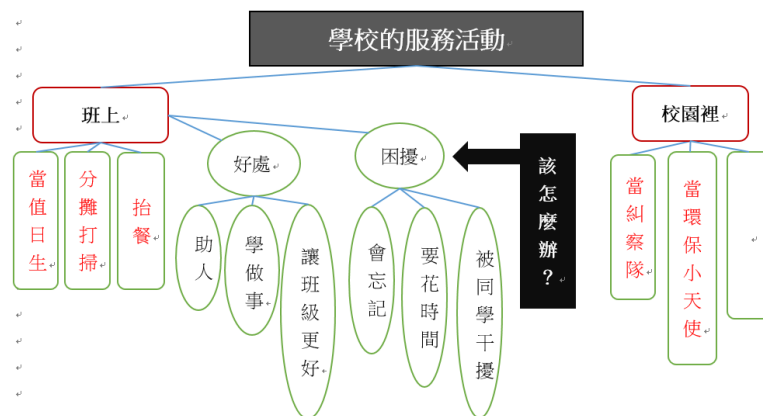 學校的服務活動
班上
校園裡
好處
困擾
該怎麼辦？
當值日生
分攤打掃
抬餐
助人
學做事
讓班級更好
會忘記
要花時間
被同學干擾
當糾察隊
當環保小天使